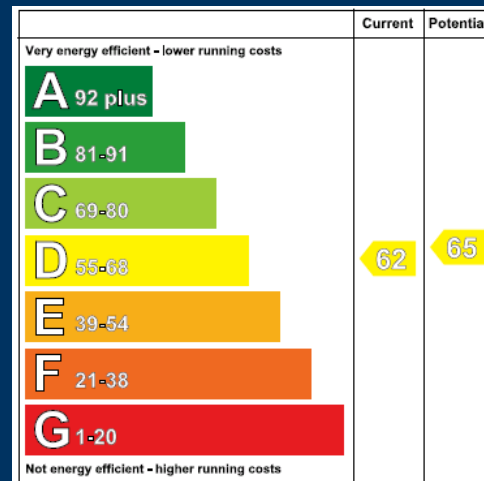 Current Potentia
Very energy efficient - lower running costs
A 92 plus
B 81-91
C 69-80
D 55-68 62 65
E 39-54
F 21-38
G 1-20
Not energy efficient - higher running costs